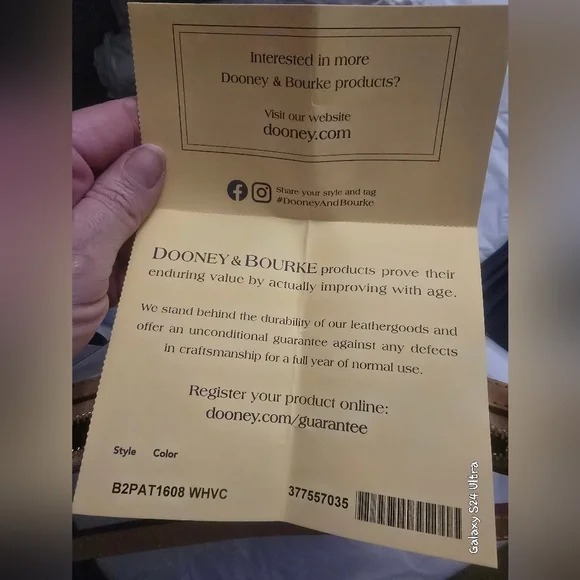 Interested in more
Dooney & Bourke products?
Visit our website
dooney.com
Share your style and tag
#DooneyAndBourke
DOONEY & BOURKE products prove their
enduring value by actually improving with age.
We stand behind the durability of our leathergoods and
offer an unconditional guarantee against any defects
in craftsmanship for a full year of normal use.
Register your product online:
dooney.com/guarantee
Style Color
B2PAT1608 WHVC 377557035
Galaxy S24 Ultra